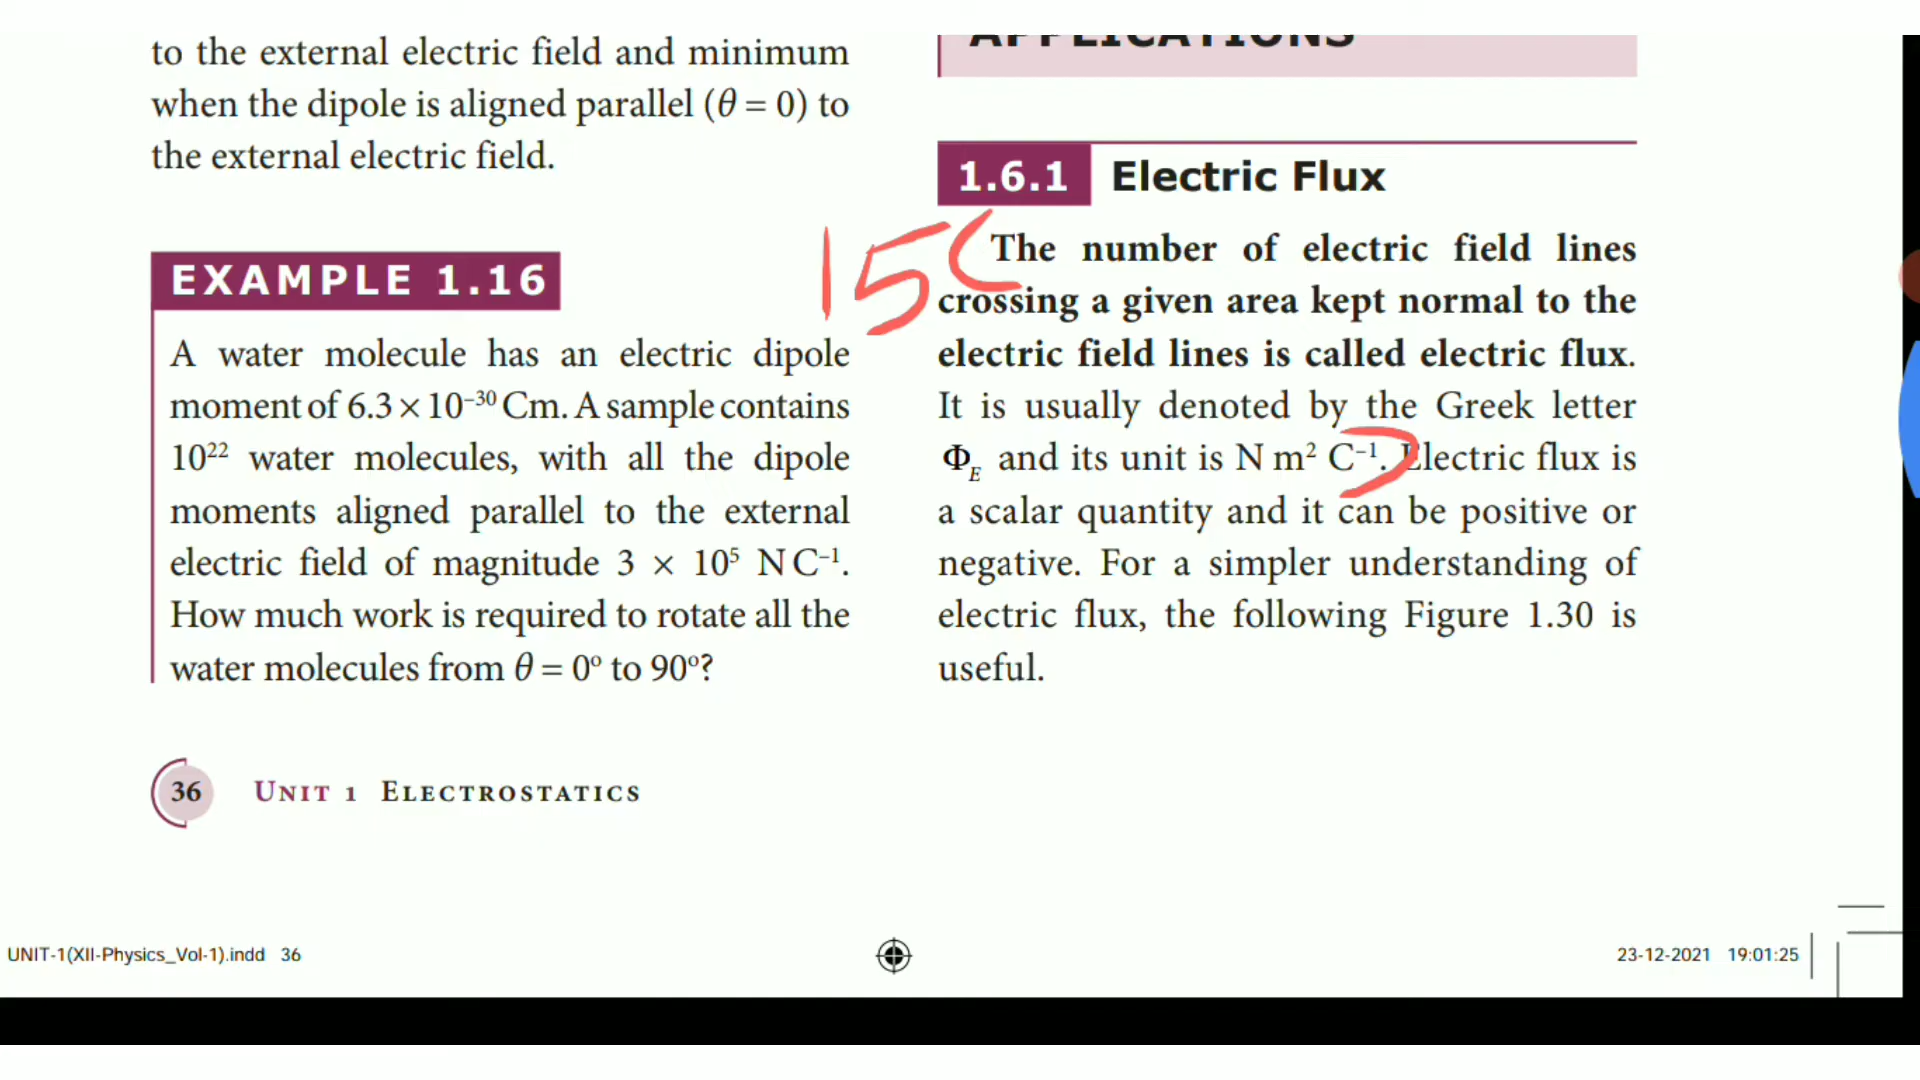 to the external electric field and minimum
when the dipole is aligned parallel (θ = 0) to
the external electric field.
EXAMPLE 1.16
A water molecule has an electric dipole
moment of 6.3 × 10⁻³⁰ Cm. A sample contains
10²² water molecules, with all the dipole
moments aligned parallel to the external
electric field of magnitude 3 × 10⁵ N C⁻¹.
How much work is required to rotate all the
water molecules from θ = 0º to 90º?
APPLICATIONS
1.6.1 Electric Flux
15
The number of electric field lines
crossing a given area kept normal to the
electric field lines is called electric flux.
It is usually denoted by the Greek letter
Φ_E and its unit is N m² C⁻¹. Electric flux is
a scalar quantity and it can be positive or
negative. For a simpler understanding of
electric flux, the following Figure 1.30 is
useful.
36 UNIT 1 ELECTROSTATICS
UNIT-1(XII-Physics_Vol-1).indd 36
23-12-2021 19:01:25